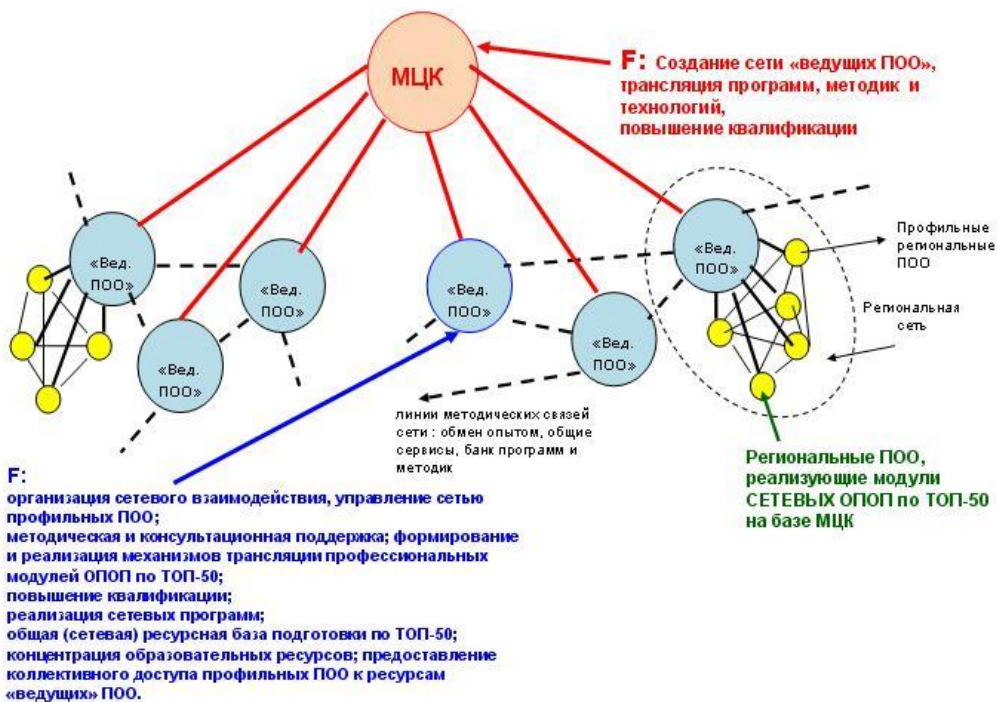 МЦК
F: Создание сети «ведущих ПОО»,
трансляция программ, методик и
технологий,
повышение квалификации
«Вед.
ПОО»
«Вед.
ПОО»
«Вед.
ПОО»
«Вед.
ПОО»
«Вед.
ПОО»
«Вед.
ПОО»
Профильные
региональные
ПОО
Региональная
сеть
линии методических связей
сети : обмен опытом, общие
сервисы, банк программ и
методик
Региональные ПОО,
реализующие модули
СЕТЕВЫХ ОПОП по ТОП-50
на базе МЦК
F:
организация сетевого взаимодействия, управление сетью
профильных ПОО;
методическая и консультационная поддержка; формирование
и реализация механизмов трансляции профессиональных
модулей ОПОП по ТОП-50;
повышение квалификации;
реализация сетевых программ;
общая (сетевая) ресурсная база подготовки по ТОП-50;
концентрация образовательных ресурсов; предоставление
коллективного доступа профильных ПОО к ресурсам
«ведущих» ПОО.